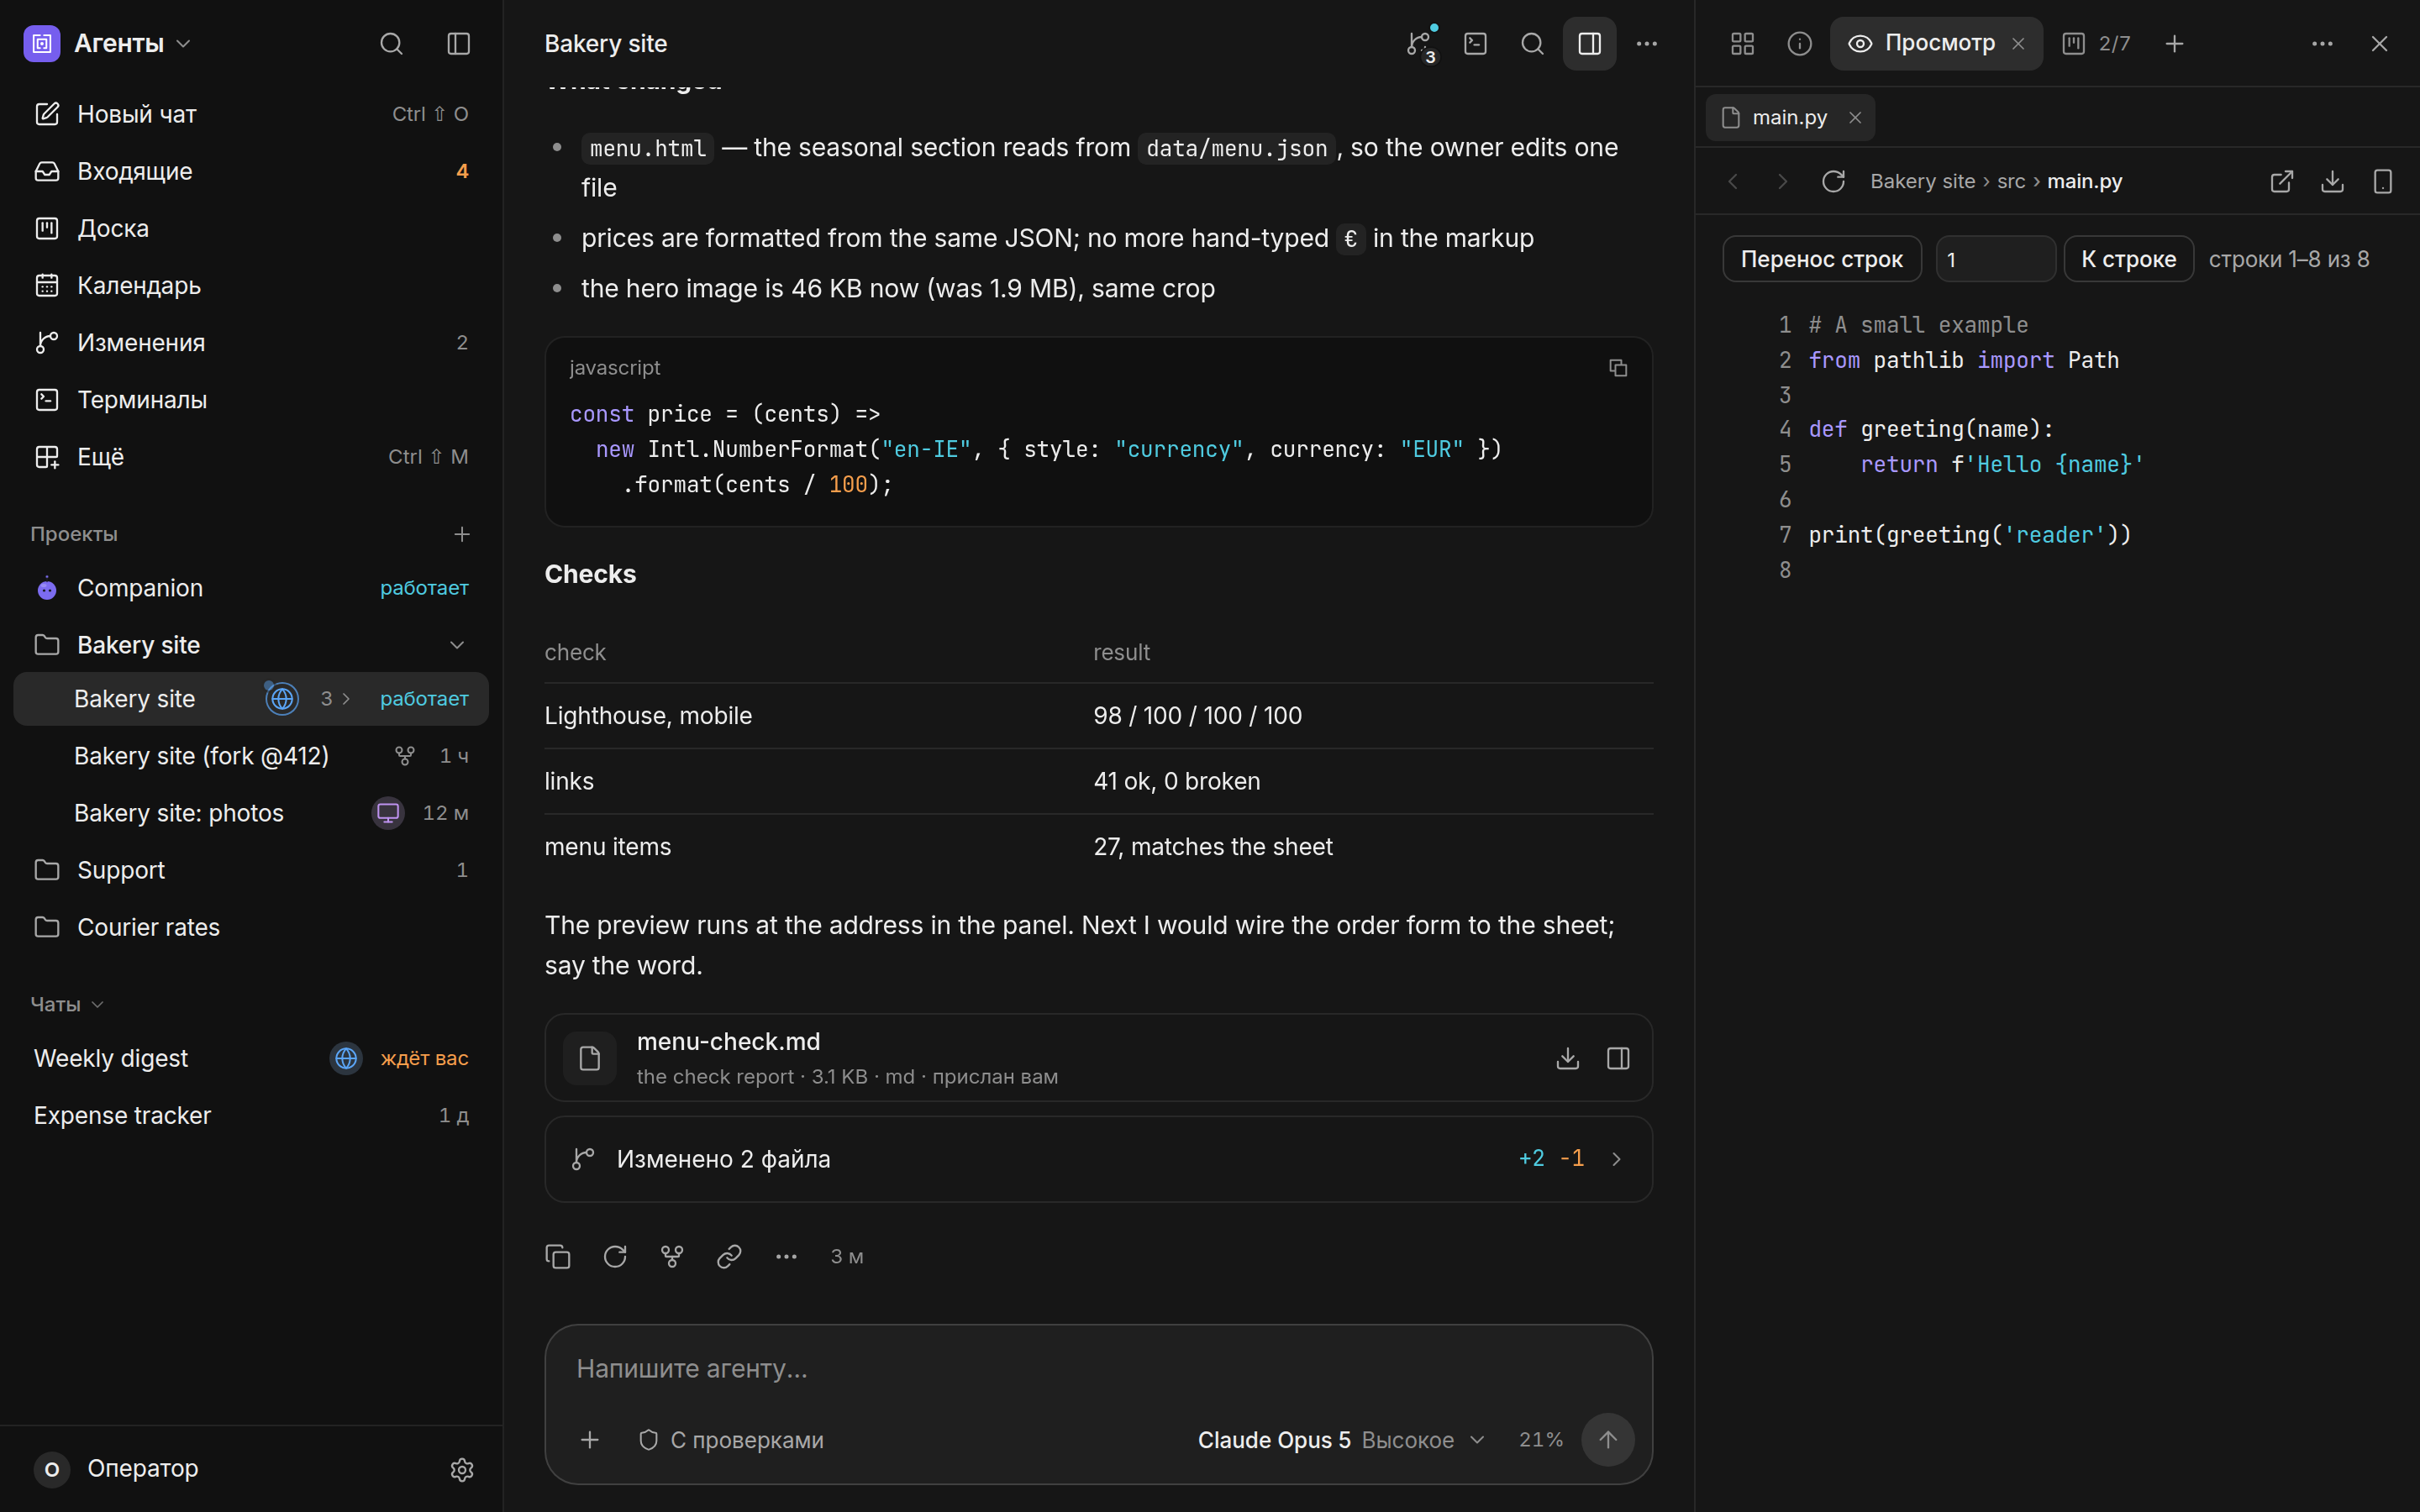 Агенты
Новый чат Ctrl ⇧ O
Входящие 4
Доска
Календарь
Изменения 2
Терминалы
Ещё Ctrl ⇧ M
Проекты
Companion работает
Bakery site
Bakery site 3 работает
Bakery site (fork @412) 1 ч
Bakery site: photos 12 м
Support 1
Courier rates
Чаты
Weekly digest ждёт вас
Expense tracker 1 д
О Оператор
Bakery site 3
What changed
• menu.html — the seasonal section reads from data/menu.json, so the owner edits one
file
• prices are formatted from the same JSON; no more hand-typed € in the markup
• the hero image is 46 KB now (was 1.9 MB), same crop
javascript
const price = (cents) =>
new Intl.NumberFormat("en-IE", { style: "currency", currency: "EUR" })
.format(cents / 100);
Checks
check result
Lighthouse, mobile 98 / 100 / 100 / 100
links 41 ok, 0 broken
menu items 27, matches the sheet
The preview runs at the address in the panel. Next I would wire the order form to the sheet;
say the word.
menu-check.md
the check report · 3.1 KB · md · прислан вам
Изменено 2 файла +2 -1
3 м
Напишите агенту...
С проверками Claude Opus 5 Высокое 21%
Просмотр 2/7
main.py
Bakery site › src › main.py
Перенос строк 1 К строке строки 1–8 из 8
1 # A small example
2 from pathlib import Path
3
4 def greeting(name):
5 return f'Hello {name}'
6
7 print(greeting('reader'))
8